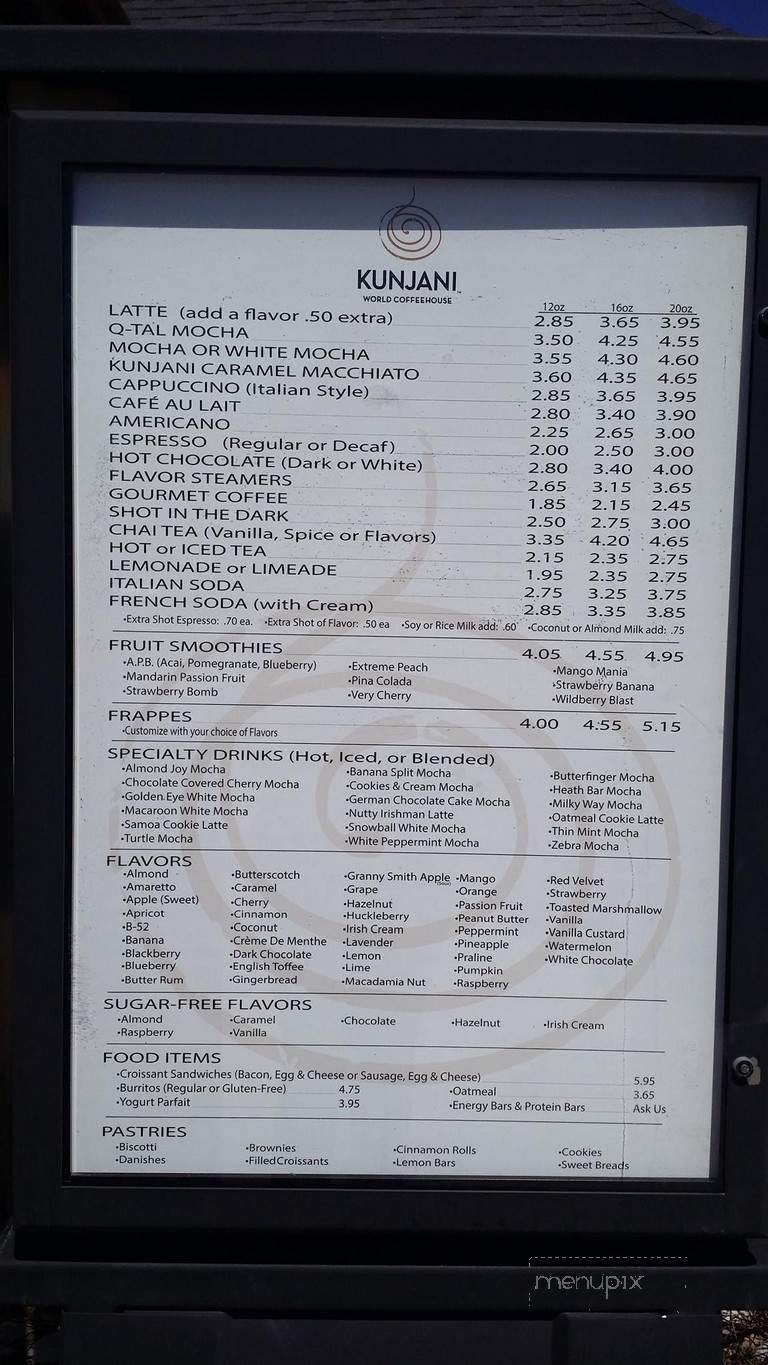 KUNJANI
WORLD COFFEEHOUSE
12oz 16oz 20oz
LATTE (add a flavor .50 extra) 2.85 3.65 3.95
Q-TAL MOCHA 3.50 4.25 4.55
MOCHA OR WHITE MOCHA 3.55 4.30 4.60
KUNJANI CARAMEL MACCHIATO 3.60 4.35 4.65
CAPPUCCINO (Italian Style) 2.85 3.65 3.95
CAFÉ AU LAIT 2.80 3.40 3.90
AMERICANO 2.25 2.65 3.00
ESPRESSO (Regular or Decaf) 2.00 2.50 3.00
HOT CHOCOLATE (Dark or White) 2.80 3.40 4.00
FLAVOR STEAMERS 2.65 3.15 3.65
GOURMET COFFEE 1.85 2.15 2.45
SHOT IN THE DARK 2.50 2.75 3.00
CHAI TEA (Vanilla, Spice or Flavors) 3.35 4.20 4.65
HOT or ICED TEA 2.15 2.35 2.75
LEMONADE or LIMEADE 1.95 2.35 2.75
ITALIAN SODA 2.75 3.25 3.75
FRENCH SODA (with Cream) 2.85 3.35 3.85
•Extra Shot Espresso: .70 ea. •Extra Shot of Flavor: .50 ea •Soy or Rice Milk add: .60 •Coconut or Almond Milk add: .75
FRUIT SMOOTHIES 4.05 4.55 4.95
•A.P.B. (Acai, Pomegranate, Blueberry) •Extreme Peach •Mango Mania
•Mandarin Passion Fruit •Pina Colada •Strawberry Banana
•Strawberry Bomb •Very Cherry •Wildberry Blast
FRAPPES 4.00 4.55 5.15
•Customize with your choice of Flavors
SPECIALTY DRINKS (Hot, Iced, or Blended)
•Almond Joy Mocha •Banana Split Mocha •Butterfinger Mocha
•Chocolate Covered Cherry Mocha •Cookies & Cream Mocha •Heath Bar Mocha
•Golden Eye White Mocha •German Chocolate Cake Mocha •Milky Way Mocha
•Macaroon White Mocha •Nutty Irishman Latte •Oatmeal Cookie Latte
•Samoa Cookie Latte •Snowball White Mocha •Thin Mint Mocha
•Turtle Mocha •White Peppermint Mocha •Zebra Mocha
FLAVORS
•Almond •Butterscotch •Granny Smith Apple •Mango •Red Velvet
•Amaretto •Caramel •Grape •Orange •Strawberry
•Apple (Sweet) •Cherry •Hazelnut •Passion Fruit •Toasted Marshmallow
•Apricot •Cinnamon •Huckleberry •Peanut Butter •Vanilla
•B-52 •Coconut •Irish Cream •Peppermint •Vanilla Custard
•Banana •Crème De Menthe •Lavender •Pineapple •Watermelon
•Blackberry •Dark Chocolate •Lemon •Praline •White Chocolate
•Blueberry •English Toffee •Lime •Pumpkin
•Butter Rum •Gingerbread •Macadamia Nut •Raspberry
SUGAR-FREE FLAVORS
•Almond •Caramel •Chocolate •Hazelnut •Irish Cream
•Raspberry •Vanilla
FOOD ITEMS
•Croissant Sandwiches (Bacon, Egg & Cheese or Sausage, Egg & Cheese) 5.95
•Burritos (Regular or Gluten-Free) 4.75 •Oatmeal 3.65
•Yogurt Parfait 3.95 •Energy Bars & Protein Bars Ask Us
PASTRIES
•Biscotti •Brownies •Cinnamon Rolls •Cookies
•Danishes •Filled Croissants •Lemon Bars •Sweet Breads
menupix